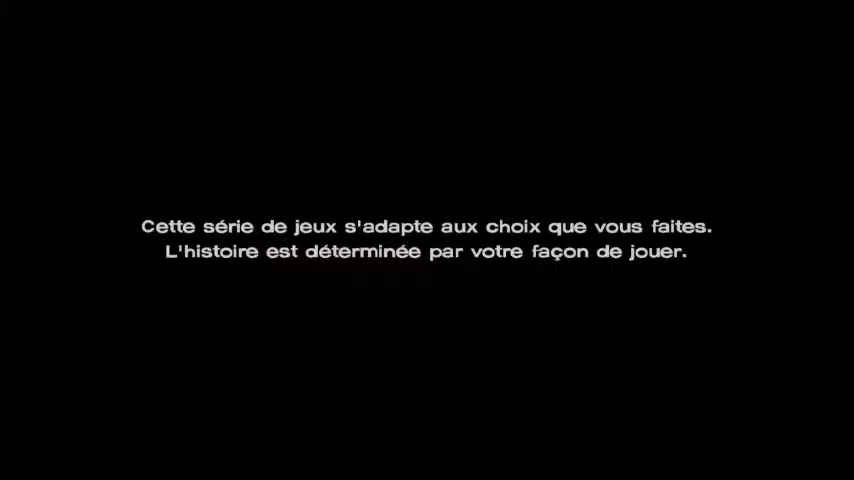 Cette série de jeux s'adapte aux choix que vous faites.
L'histoire est déterminée par votre façon de jouer.